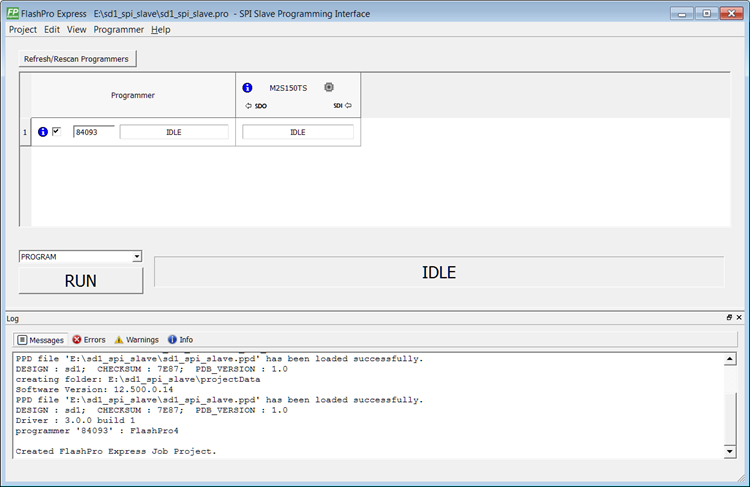 FP FlashPro Express E:\sd1_spi_slave\sd1_spi_slave.pro - SPI Slave Programming Interface
Project Edit View Programmer Help
Refresh/Rescan Programmers
Programmer
M2S150TS
SDO SDI
1 84093 IDLE IDLE
PROGRAM
RUN
IDLE
Log
Messages Errors Warnings Info
PPD file 'E:\sd1_spi_slave\sd1_spi_slave.ppd' has been loaded successfully.
DESIGN : sd1; CHECKSUM : 7E87; PDB_VERSION : 1.0
creating folder: E:\sd1_spi_slave\projectData
Software Version: 12.500.0.14
PPD file 'E:\sd1_spi_slave\sd1_spi_slave.ppd' has been loaded successfully.
DESIGN : sd1; CHECKSUM : 7E87; PDB_VERSION : 1.0
Driver : 3.0.0 build 1
programmer '84093' : FlashPro4
Created FlashPro Express Job Project.